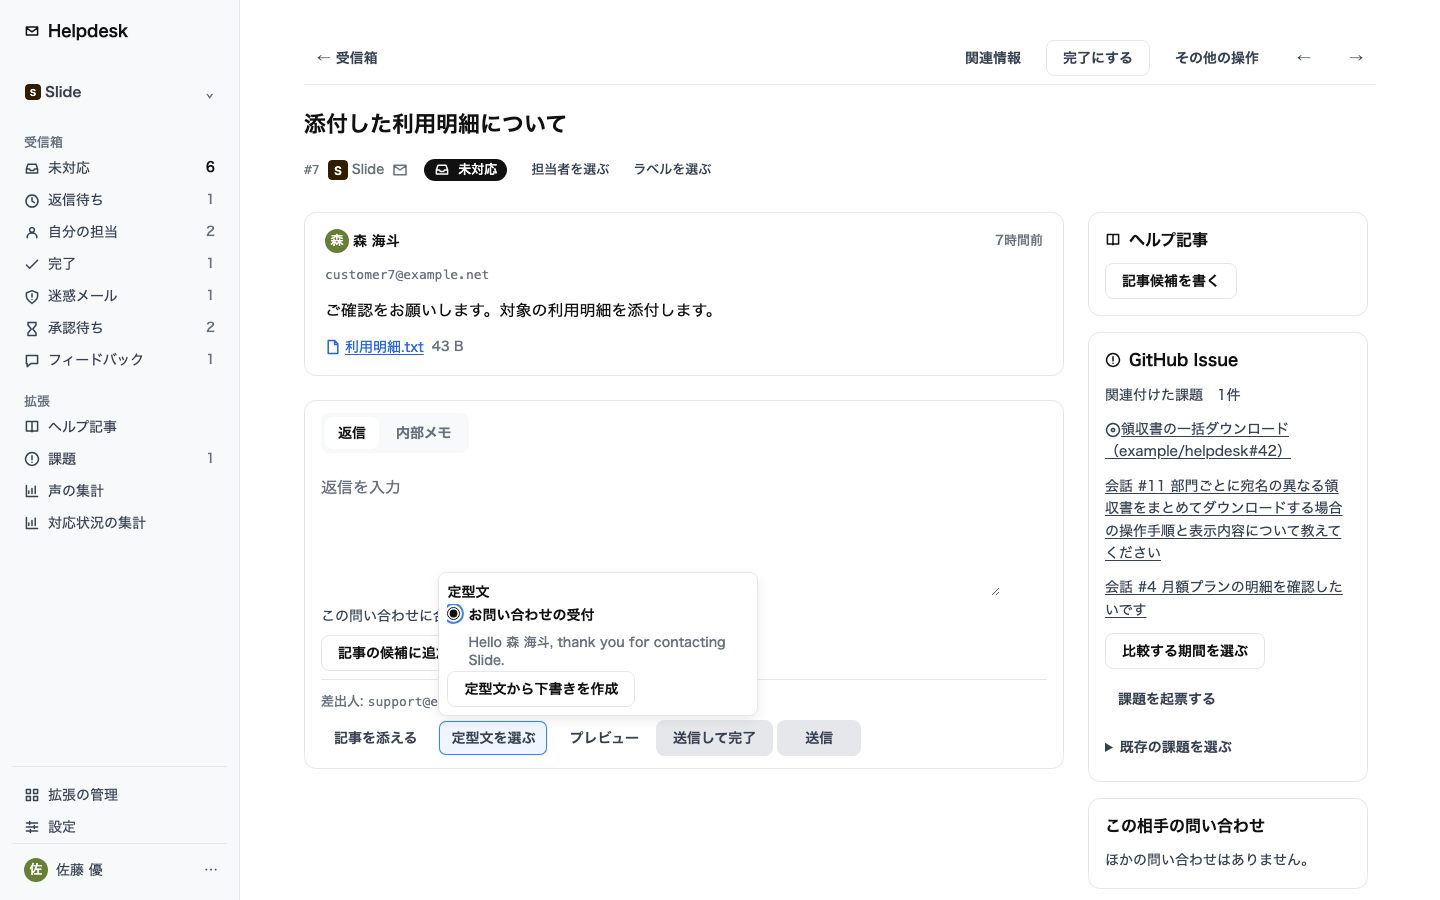 Helpdesk
S Slide
受信箱
未対応 6
返信待ち 1
自分の担当 2
完了 1
迷惑メール 1
承認待ち 2
フィードバック 1
拡張
ヘルプ記事
課題 1
声の集計
対応状況の集計
拡張の管理
設定
佐 佐藤 優 …
← 受信箱
関連情報 完了にする その他の操作 ← →
添付した利用明細について
#7 S Slide 未対応 担当者を選ぶ ラベルを選ぶ
森 森 海斗 7時間前
customer7@example.net
ご確認をお願いします。対象の利用明細を添付します。
利用明細.txt 43 B
返信 内部メモ
返信を入力
この問い合わせに
記事の候補に追
定型文
お問い合わせの受付
Hello 森 海斗, thank you for contacting
Slide.
定型文から下書きを作成
差出人: support@e
記事を添える 定型文を選ぶ プレビュー 送信して完了 送信
ヘルプ記事
記事候補を書く
GitHub Issue
関連付けた課題 1件
領収書の一括ダウンロード
（example/helpdesk#42）
会話 #11 部門ごとに宛名の異なる領
収書をまとめてダウンロードする場合
の操作手順と表示内容について教えて
ください
会話 #4 月額プランの明細を確認した
いです
比較する期間を選ぶ
課題を起票する
▶ 既存の課題を選ぶ
この相手の問い合わせ
ほかの問い合わせはありません。